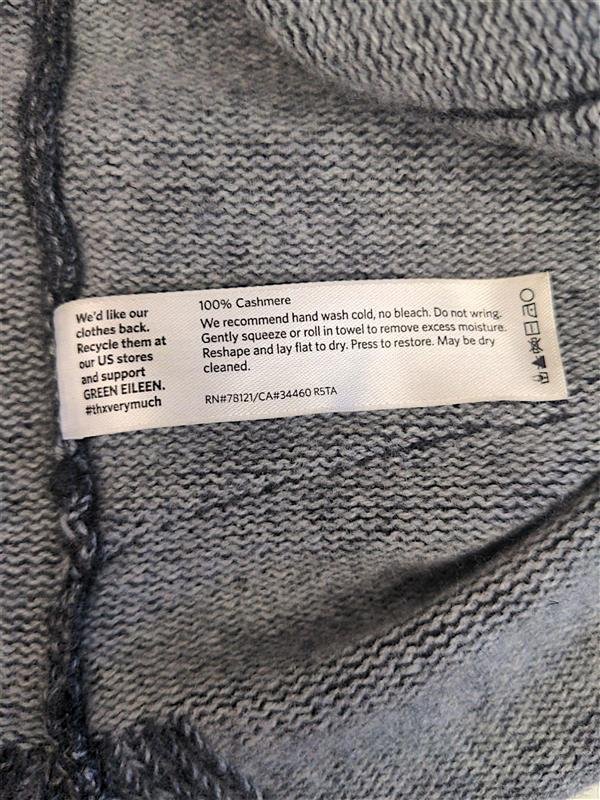 We'd like our
clothes back.
Recycle them at
our US stores
and support
GREEN EILEEN.
#thxverymuch
100% Cashmere
We recommend hand wash cold, no bleach. Do not wring.
Gently squeeze or roll in towel to remove excess moisture.
Reshape and lay flat to dry. Press to restore. May be dry
cleaned.
RN#78121/CA#34460 R5TA